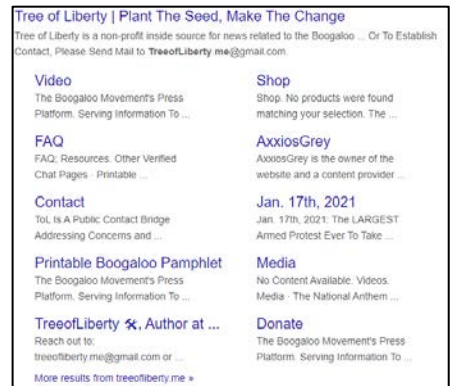 Tree of Liberty | Plant The Seed, Make The Change
Tree of Liberty is a non-profit inside source for news related to the Boogaloo ... Or To Establish
Contact, Please Send Mail to TreeofLiberty me@gmail.com.
Video
The Boogaloo Movement's Press
Platform. Serving Information To ...
Shop
Shop. No products were found
matching your selection. The ...
FAQ
FAQ; Resources. Other Verified
Chat Pages · Printable ...
AxxiosGrey
AxxiosGrey is the owner of the
website and a content provider ...
Contact
ToL Is A Public Contact Bridge
Addressing Concerns and ...
Jan. 17th, 2021
Jan. 17th, 2021: The LARGEST
Armed Protest Ever To Take ...
Printable Boogaloo Pamphlet
The Boogaloo Movement's Press
Platform. Serving Information To ...
Media
No Content Available. Videos.
Media · The National Anthem ...
TreeofLiberty 🛠, Author at ...
Reach out to:
treeofliberty.me@gmail.com or ...
Donate
The Boogaloo Movement's Press
Platform. Serving Information To ...
More results from treeofliberty.me »